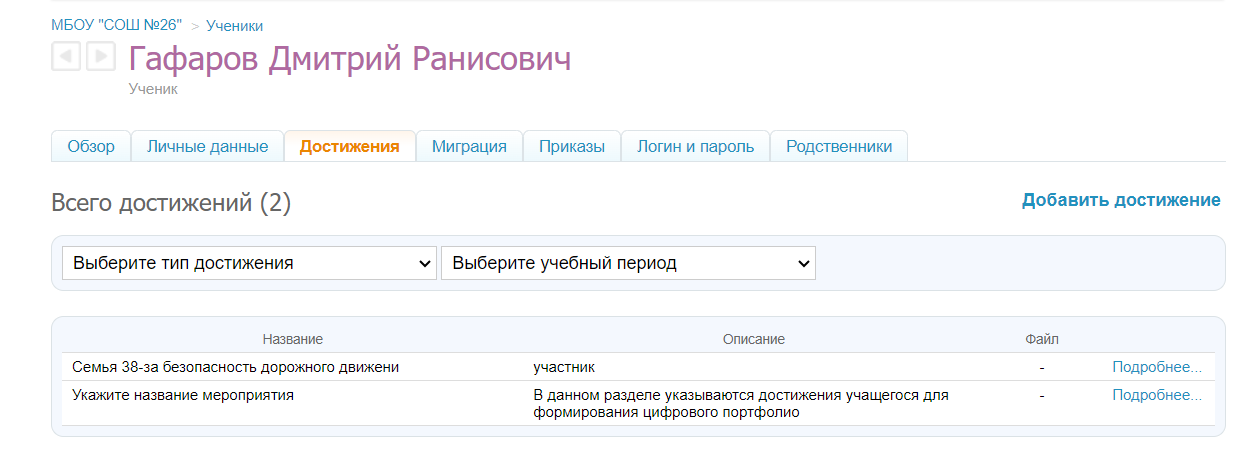 МБОУ "СОШ №26" > Ученики
Гафаров Дмитрий Ранисович
Ученик
Обзор Личные данные Достижения Миграция Приказы Логин и пароль Родственники
Всего достижений (2) Добавить достижение
Выберите тип достижения Выберите учебный период
Название Описание Файл
Семья 38-за безопасность дорожного движени участник - Подробнее...
Укажите название мероприятия В данном разделе указываются достижения учащегося для - Подробнее...
формирования цифрового портфолио